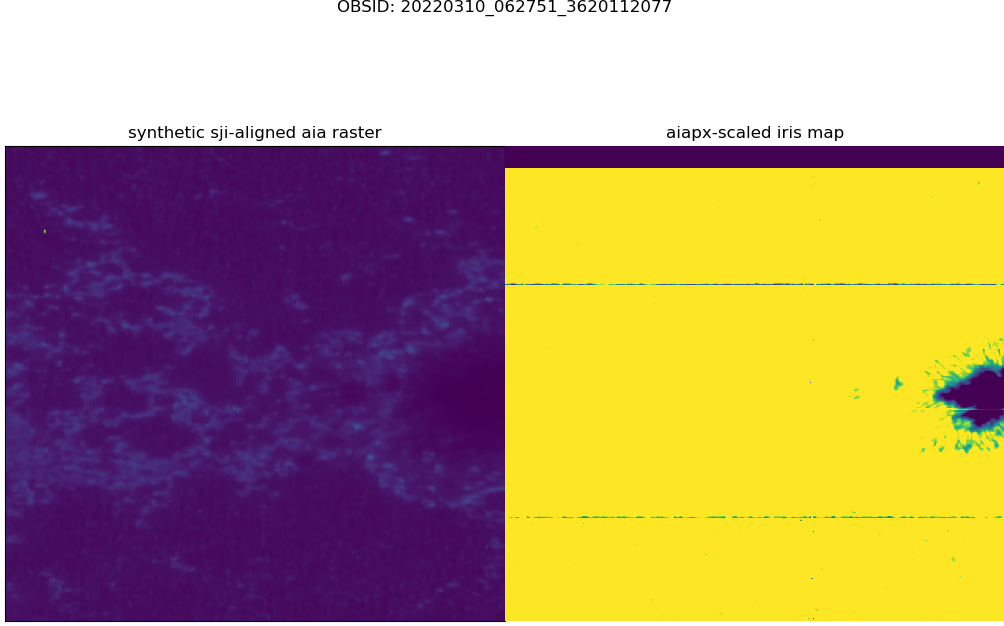 OBSID: 20220310_062751_3620112077
synthetic sji-aligned aia raster
aiapx-scaled iris map